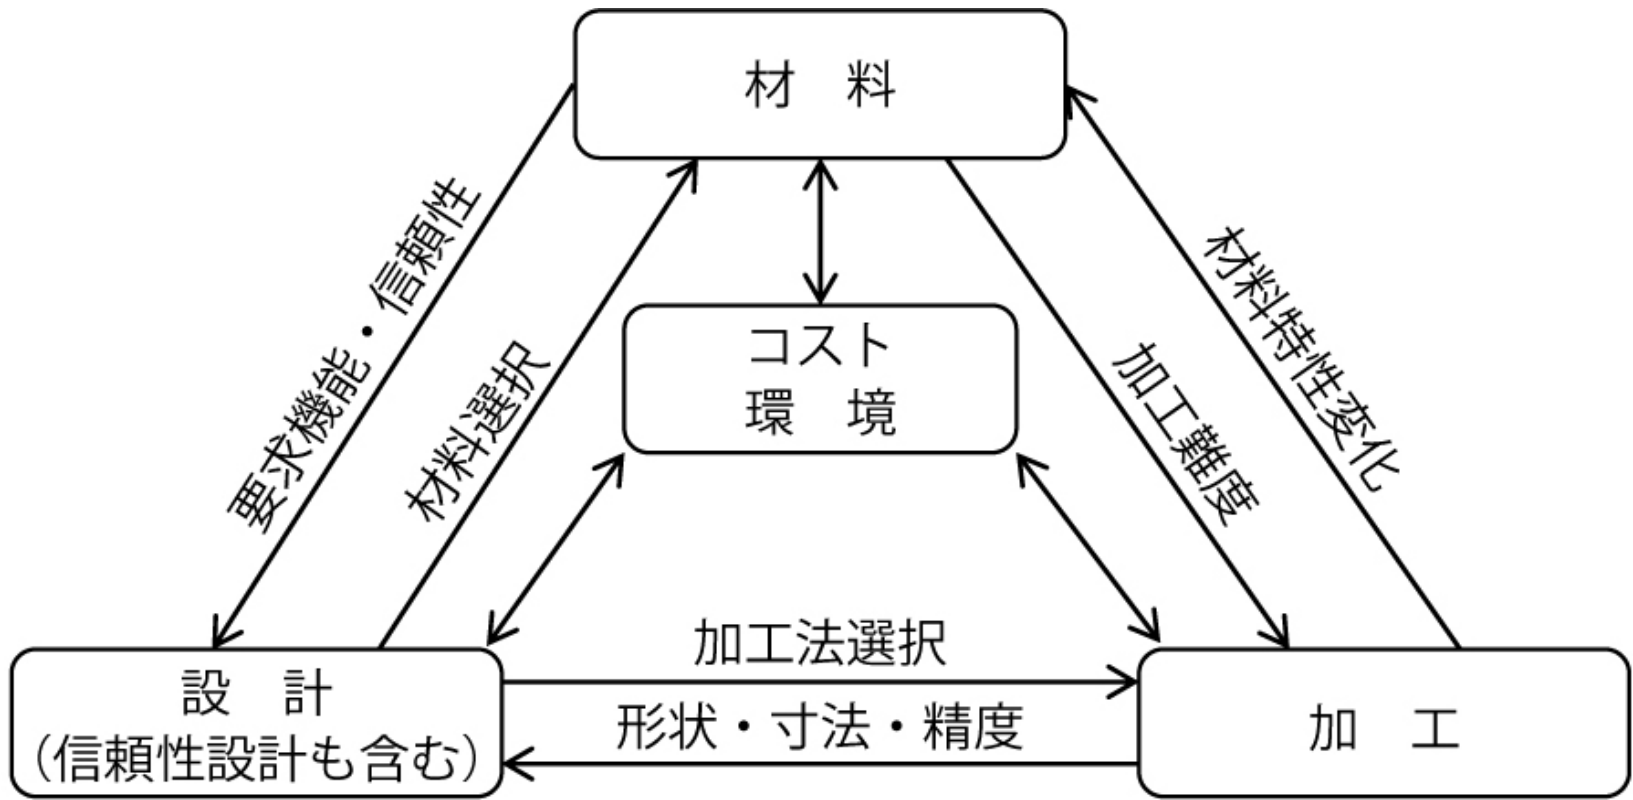 材　料
要求機能・信頼性
材料選択
コスト
環　境
加工難度
材料特性変化
設　計
（信頼性設計も含む）
加工法選択
形状・寸法・精度
加　工